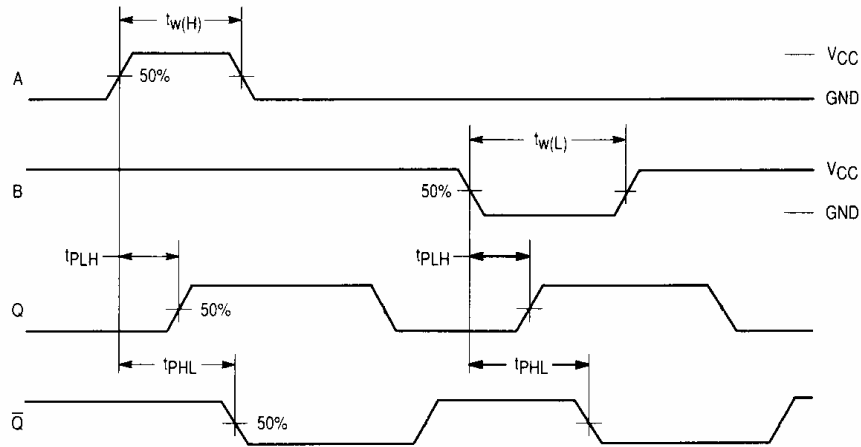 tw(H)
VCC
A
50%
GND
tw(L)
VCC
B
50%
GND
tPLH
tPLH
Q
50%
tPHL
tPHL
Q̅
50%